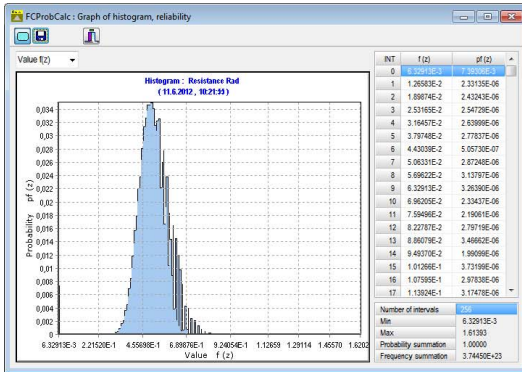 FCProbCalc : Graph of histogram, reliability
Value f(z)
Histogram : Resistance Rad
( 11.6.2012 , 10:21:33 )
Probability pf (z)
0,034
0,032
0,03
0,028
0,026
0,024
0,022
0,02
0,018
0,016
0,014
0,012
0,01
0,008
0,006
0,004
0,002
0
6.32913E-3 2.21520E-1 4.55698E-1 6.89876E-1 9.24054E-1 1.12659 1.29114 1.45570 1.6202
Value f (z)
INT f (z) pf (z)
0 6.32913E-3 7.39306E-3
1 1.26583E-2 2.33135E-06
2 1.89874E-2 2.43243E-06
3 2.53165E-2 2.54729E-06
4 3.16457E-2 2.63999E-06
5 3.79748E-2 2.77837E-06
6 4.43039E-2 5.05730E-07
7 5.06331E-2 2.87248E-06
8 5.69622E-2 3.13797E-06
9 6.32913E-2 3.26390E-06
10 6.96205E-2 2.33437E-06
11 7.59496E-2 2.19061E-06
12 8.22787E-2 2.79719E-06
13 8.86079E-2 3.46662E-06
14 9.49370E-2 1.99099E-06
15 1.01266E-1 3.73199E-06
16 1.07595E-1 2.97838E-06
17 1.13924E-1 3.17478E-06
Number of intervals 256
Min 6.32913E-3
Max 1.61393
Probability summation 1.00000
Frequency summation 3.74450E+23